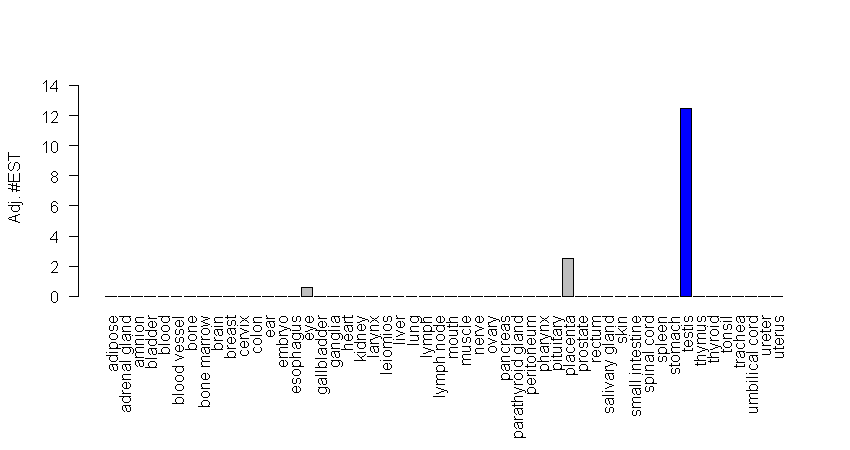 Adj. #EST
14
12
10
8
6
4
2
0
adipose
adrenal gland
amnion
bladder
blood
blood vessel
bone
bone marrow
brain
breast
cervix
colon
ear
embryo
esophagus
eye
gallbladder
ganglia
heart
kidney
larynx
leiomios
liver
lung
lymph
lymph node
mouth
muscle
nerve
ovary
pancreas
parathyroid gland
peritoneum
pharynx
pituitary
placenta
prostate
rectum
salivary gland
skin
small intestine
spinal cord
spleen
stomach
testis
thymus
thyroid
tonsil
trachea
umbilical cord
ureter
uterus